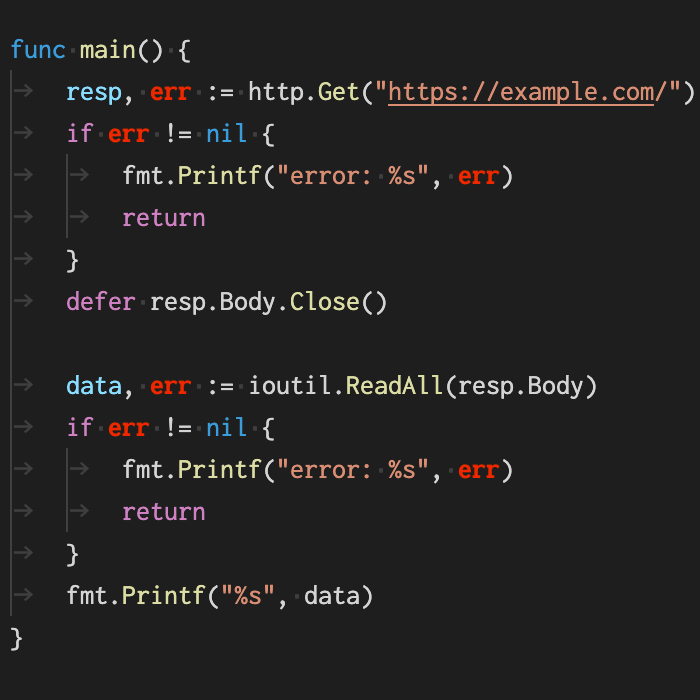 func main() {
    resp, err := http.Get("https://example.com/")
    if err != nil {
        fmt.Printf("error: %s", err)
        return
    }
    defer resp.Body.Close()

    data, err := ioutil.ReadAll(resp.Body)
    if err != nil {
        fmt.Printf("error: %s", err)
        return
    }
    fmt.Printf("%s", data)
}